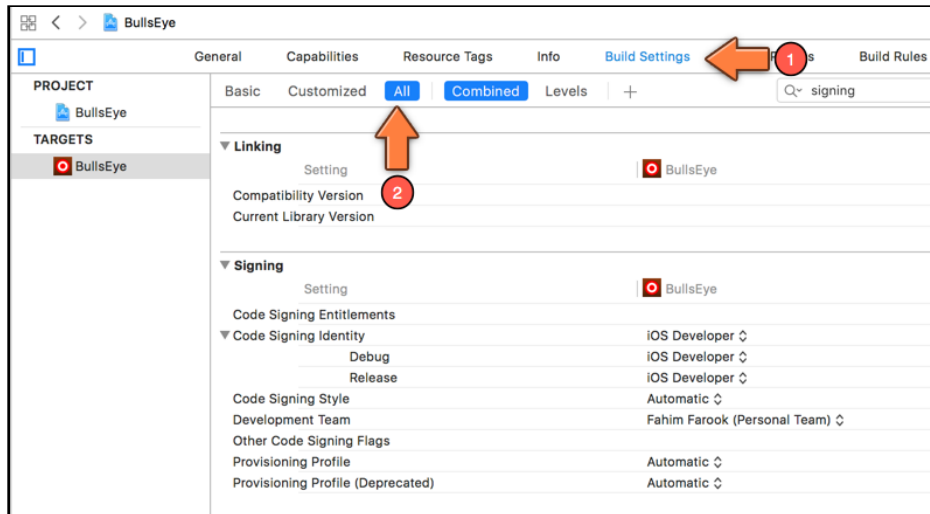 BullsEye
General Capabilities Resource Tags Info Build Settings 1 s Build Rules
PROJECT
BullsEye
TARGETS
BullsEye
Basic Customized All Combined Levels + signing
Linking
Setting BullsEye
Compatibility Version 2
Current Library Version
Signing
Setting BullsEye
Code Signing Entitlements
Code Signing Identity iOS Developer
Debug iOS Developer
Release iOS Developer
Code Signing Style Automatic
Development Team Fahim Farook (Personal Team)
Other Code Signing Flags
Provisioning Profile Automatic
Provisioning Profile (Deprecated) Automatic